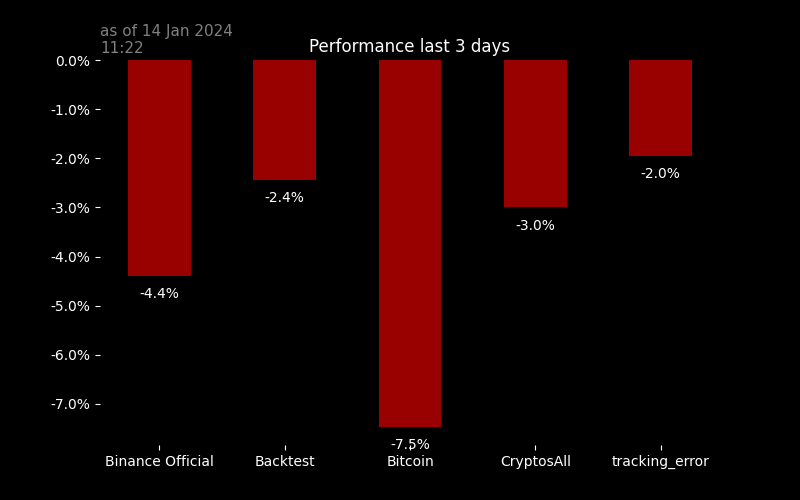 as of 14 Jan 2024
11:22
Performance last 3 days
0.0%
-1.0%
-2.0%
-3.0%
-4.0%
-5.0%
-6.0%
-7.0%
-4.4%
-2.4%
-7.5%
-3.0%
-2.0%
Binance Official
Backtest
Bitcoin
CryptosAll
tracking_error